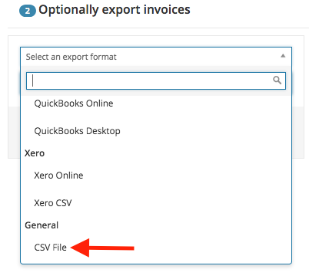 2 Optionally export invoices
Select an export format
QuickBooks Online
QuickBooks Desktop
Xero
Xero Online
Xero CSV
General
CSV File